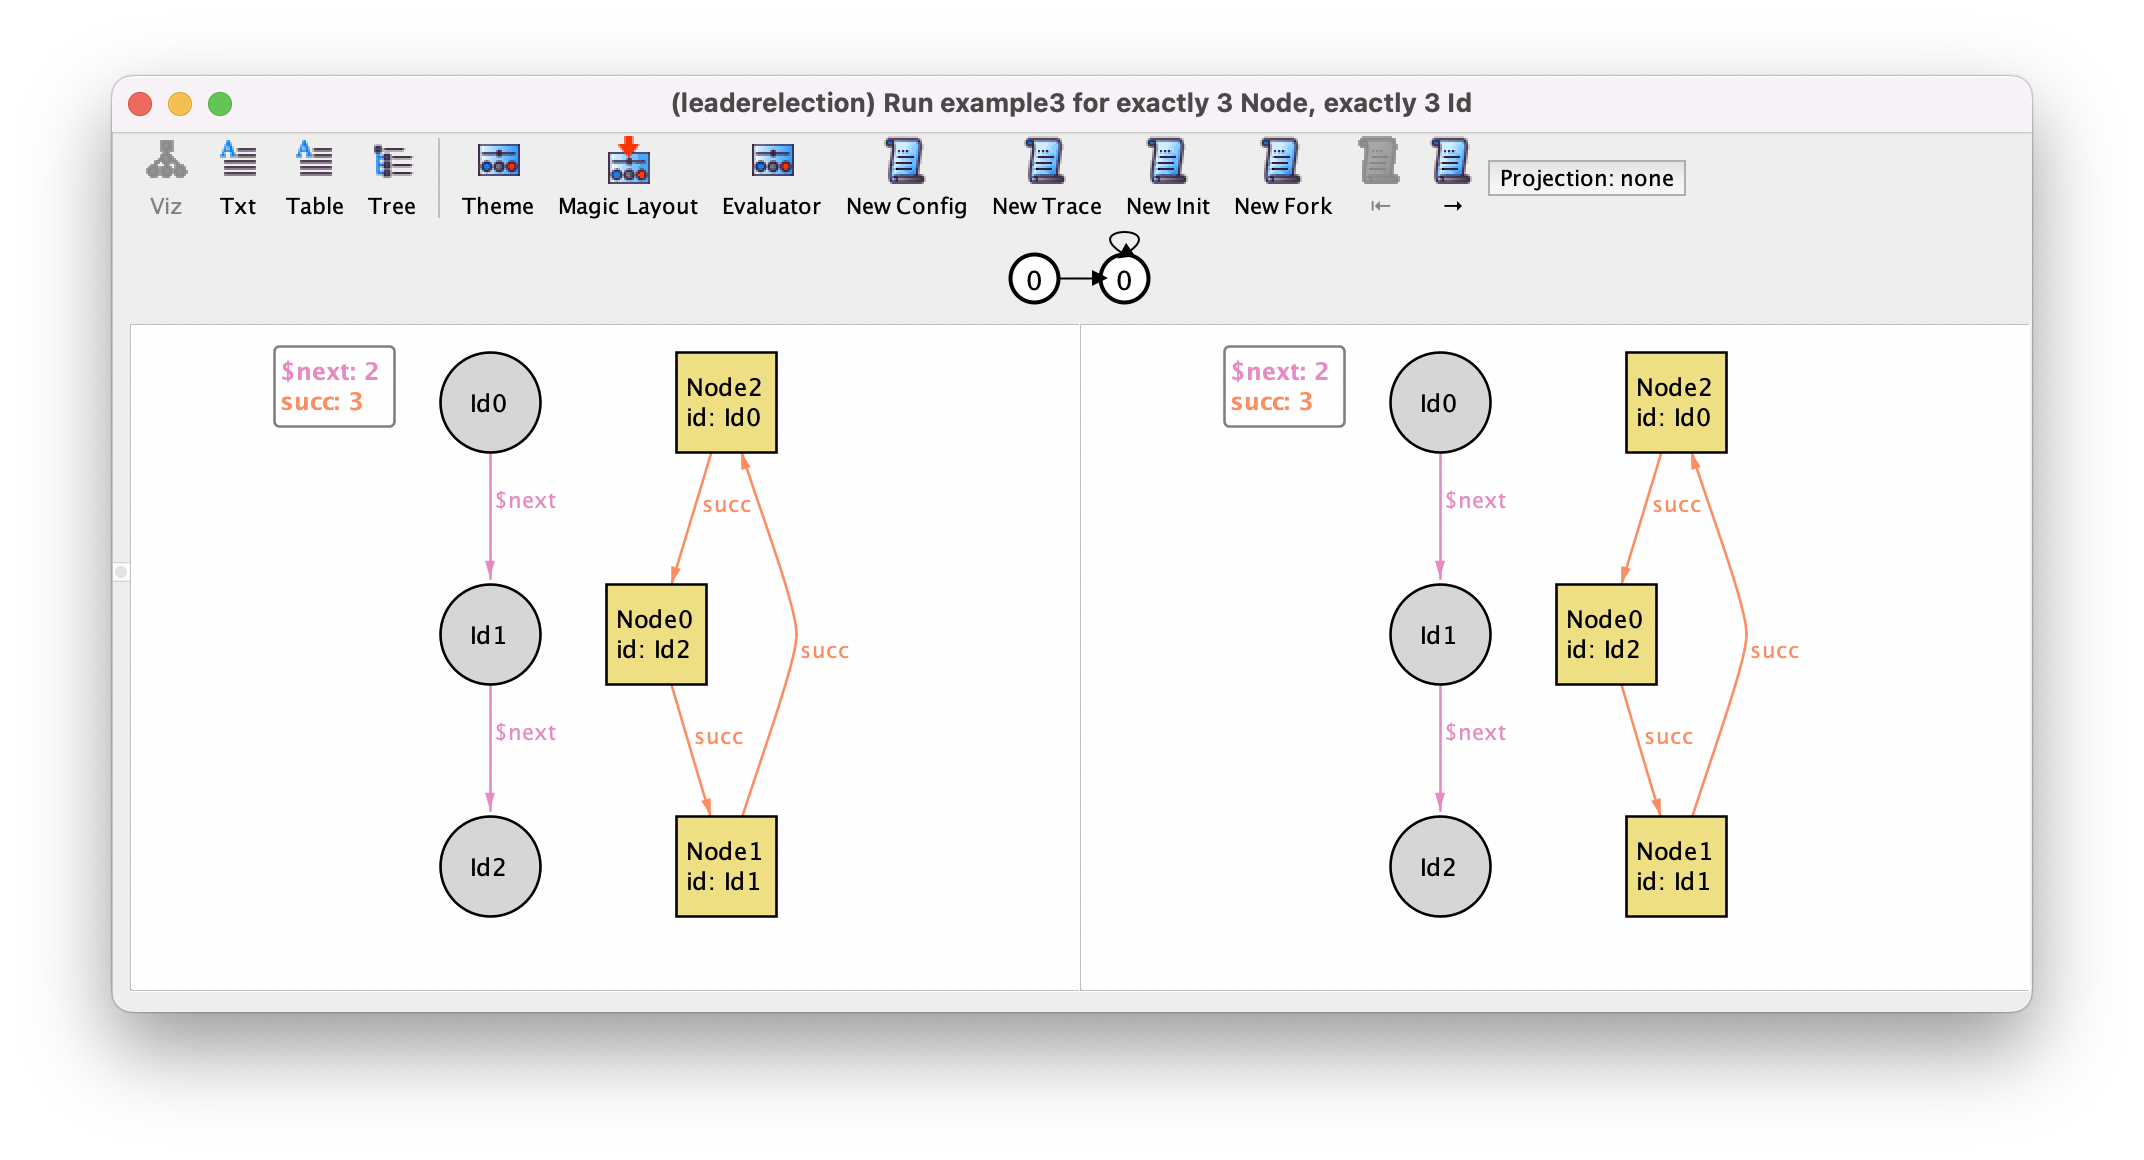 (leaderelection) Run example3 for exactly 3 Node, exactly 3 Id
Viz
Txt
Table
Tree
Theme
Magic Layout
Evaluator
New Config
New Trace
New Init
New Fork
⇤
→
Projection: none
0
0
$next: 2
succ: 3
Id0
Node2
id: Id0
$next
succ
Id1
Node0
id: Id2
succ
$next
succ
Id2
Node1
id: Id1
$next: 2
succ: 3
Id0
Node2
id: Id0
$next
succ
Id1
Node0
id: Id2
succ
$next
succ
Id2
Node1
id: Id1